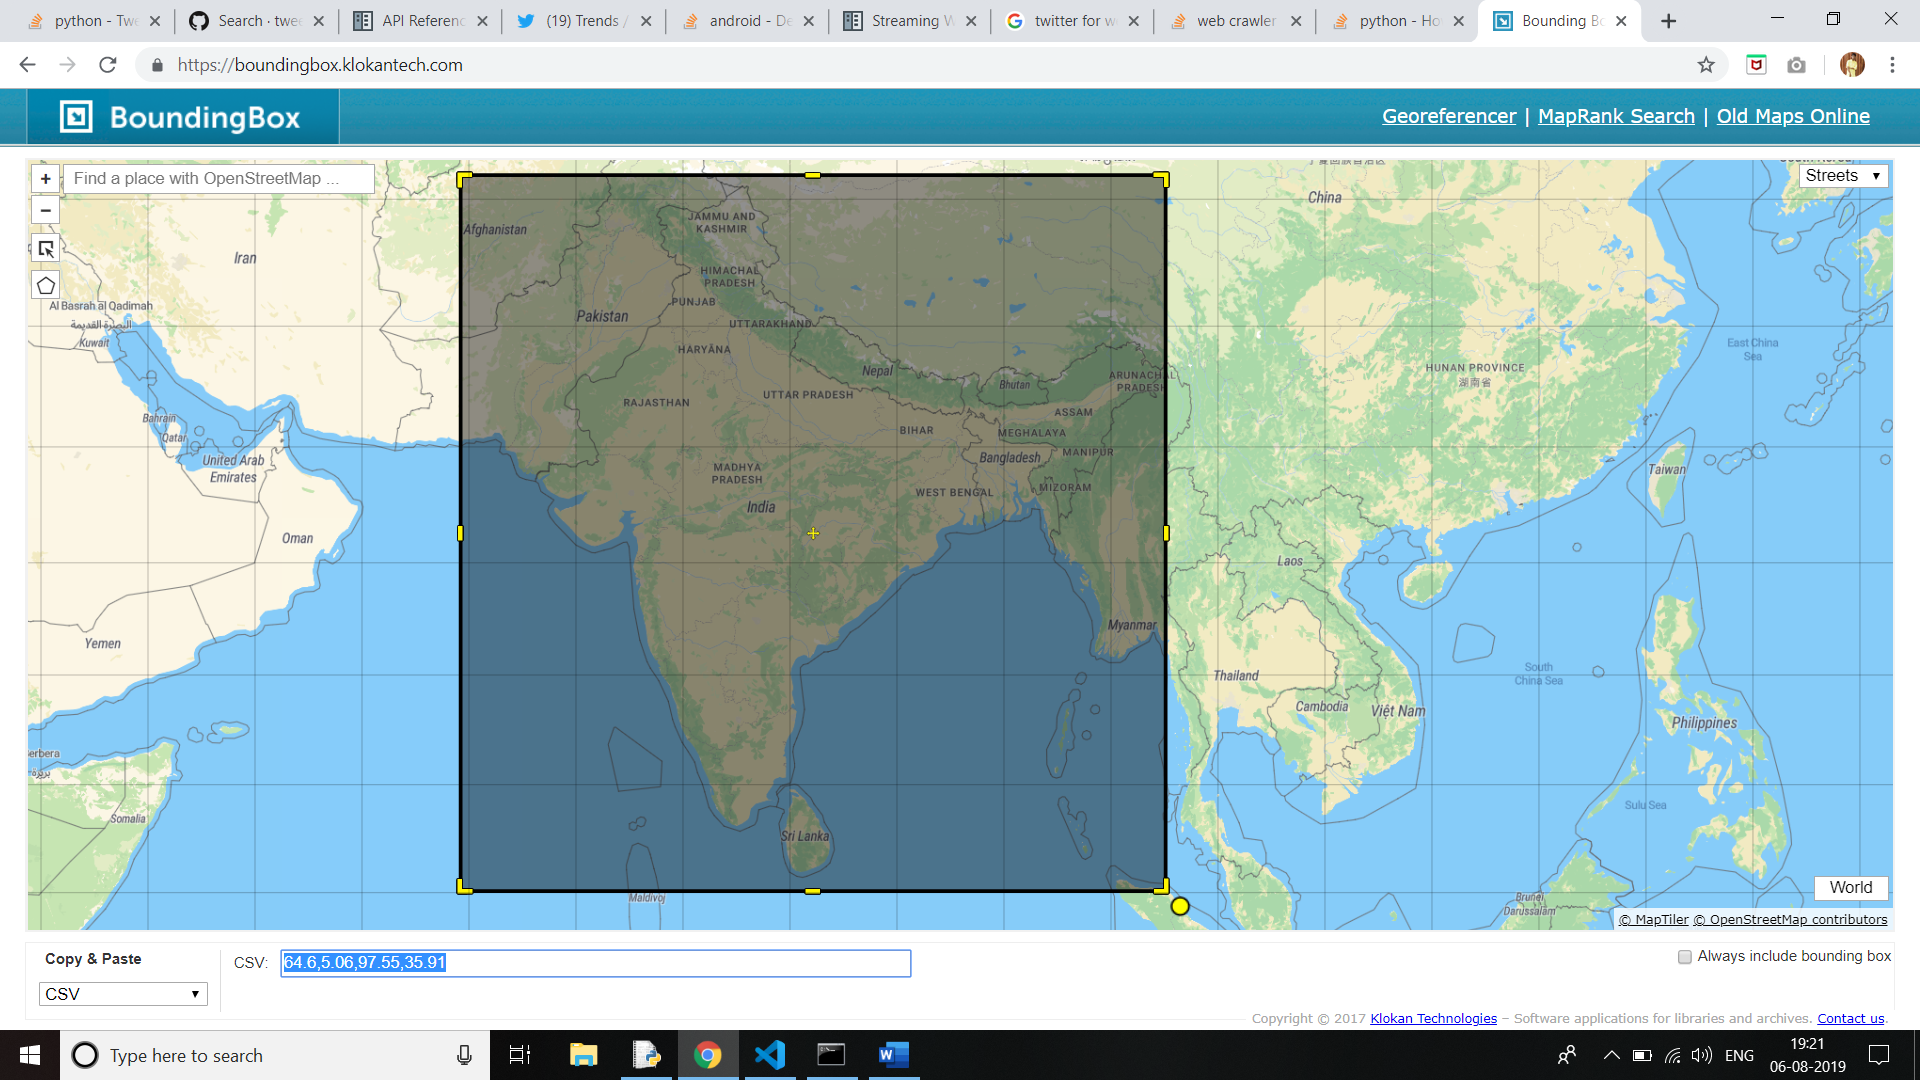 python - Twe
Search · twee
API Referenc
(19) Trends /
android - De
Streaming W
twitter for w
web crawler
python - Ho
Bounding Bo
https://boundingbox.klokantech.com
BoundingBox
Georeferencer | MapRank Search | Old Maps Online
+
Find a place with OpenStreetMap ...
Streets
−
Afghanistan
JAMMU AND
KASHMIR
China
Iran
HIMACHAL
PRADESH
PUNJAB
Al Basrah al Qadimah
البصرة القديمة
Kuwait
Pakistan
UTTARAKHAND
HARYĀNA
East China
Sea
Nepal
Bhutan
ARUNACHAL
PRADESH
HUNAN PROVINCE
湖南省
UTTAR PRADESH
RAJASTHAN
ASSAM
Bahrain
BIHAR
MEGHALAYA
Qatar
MANIPUR
Bangladesh
United Arab
Emirates
MADHYA
PRADESH
Taiwan
MIZORAM
WEST BENGAL
India
Oman
Laos
Myanmar
Yemen
Thailand
South
China Sea
Cambodia
Việt Nam
Philippines
erbera
Somalia
Sulu Sea
Sri Lanka
Maldivoj
Brunei
Darussalam
World
© MapTiler © OpenStreetMap contributors
Copy & Paste
CSV
CSV:
64.6,5.06,97.55,35.91
Always include bounding box
Copyright © 2017 Klokan Technologies – Software applications for libraries and archives. Contact us.
Type here to search
ENG
19:21
06-08-2019